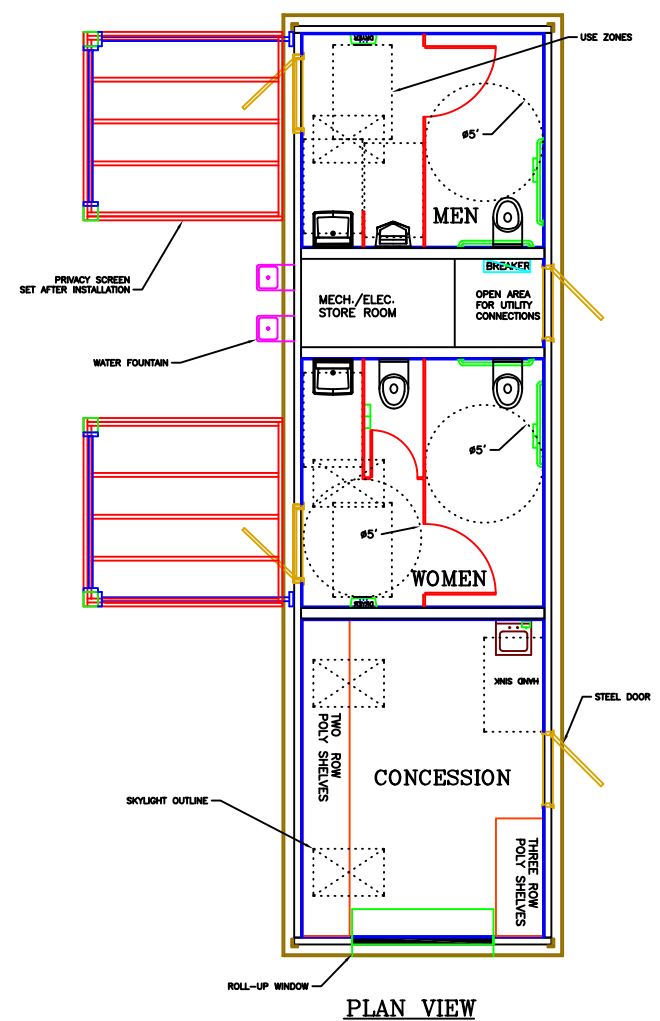 DRYER
USE ZONES
ø5'
MEN
PRIVACY SCREEN
SET AFTER INSTALLATION
BREAKER
MECH./ELEC.
STORE ROOM
OPEN AREA
FOR UTILITY
CONNECTIONS
WATER FOUNTAIN
ø5'
ø5'
WOMEN
DRYER
HAND SINK
STEEL DOOR
TWO ROW
POLY SHELVES
CONCESSION
SKYLIGHT OUTLINE
THREE ROW
POLY SHELVES
ROLL-UP WINDOW
PLAN VIEW